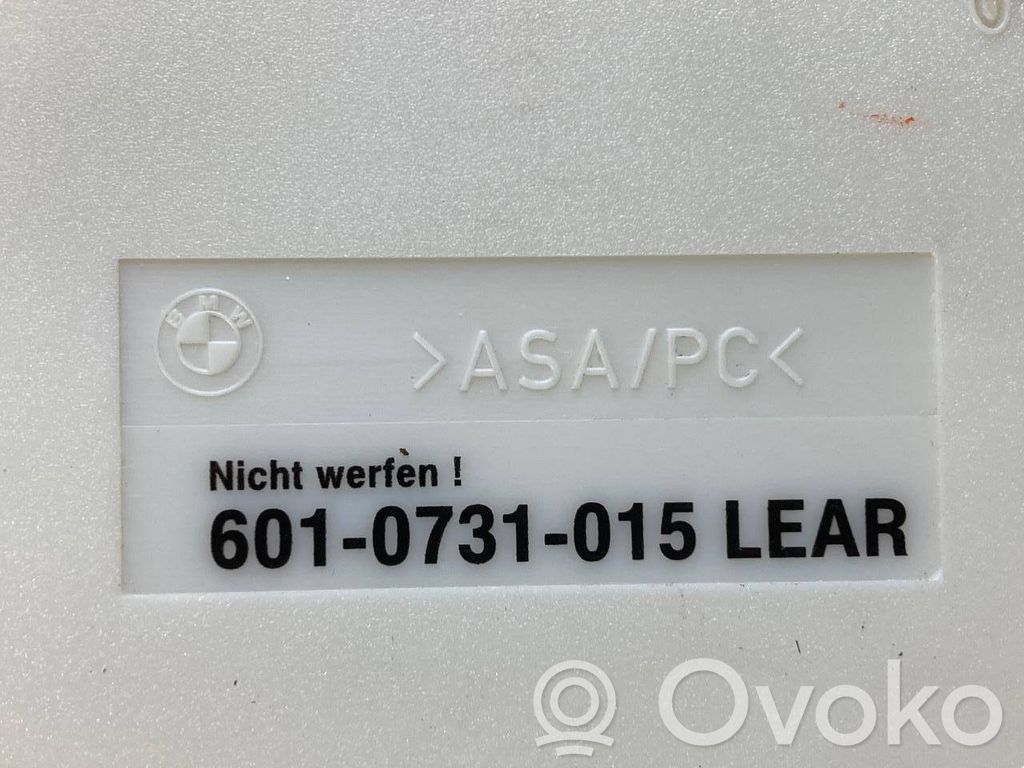 BMW
>ASA/PC<
Nicht werfen !
601-0731-015 LEAR
Ovoko